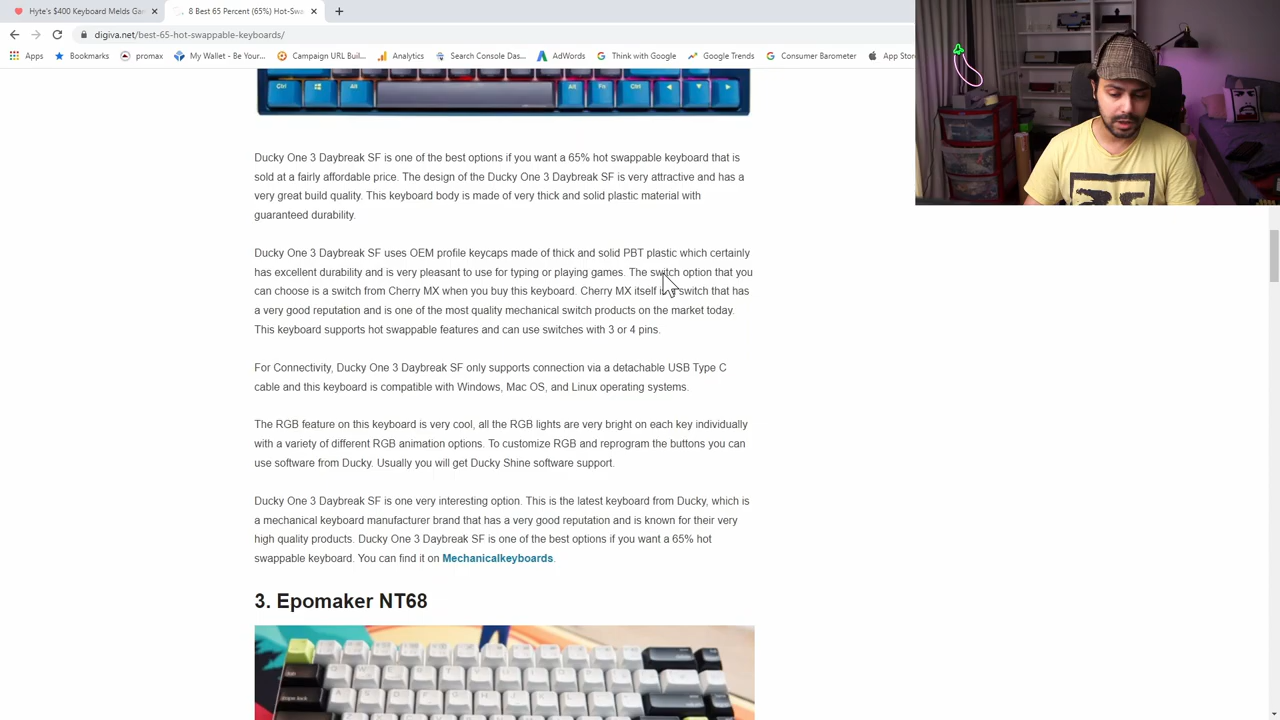 Hyte's $400 Keyboard Melds Ga
8 Best 65 Percent (65%) Hot-Swa
digiva.net/best-65-hot-swappable-keyboards/
Apps
Bookmarks
promax
My Wallet - Be Your...
Campaign URL Buil...
Analytics
Search Console Das...
AdWords
Think with Google
Google Trends
Consumer Barometer
App Store
Ctrl
Alt
Alt
Fn
Ctrl
Ducky One 3 Daybreak SF is one of the best options if you want a 65% hot swappable keyboard that is
sold at a fairly affordable price. The design of the Ducky One 3 Daybreak SF is very attractive and has a
very great build quality. This keyboard body is made of very thick and solid plastic material with
guaranteed durability.
Ducky One 3 Daybreak SF uses OEM profile keycaps made of thick and solid PBT plastic which certainly
has excellent durability and is very pleasant to use for typing or playing games. The switch option that you
can choose is a switch from Cherry MX when you buy this keyboard. Cherry MX itself is switch that has
a very good reputation and is one of the most quality mechanical switch products on the market today.
This keyboard supports hot swappable features and can use switches with 3 or 4 pins.
For Connectivity, Ducky One 3 Daybreak SF only supports connection via a detachable USB Type C
cable and this keyboard is compatible with Windows, Mac OS, and Linux operating systems.
The RGB feature on this keyboard is very cool, all the RGB lights are very bright on each key individually
with a variety of different RGB animation options. To customize RGB and reprogram the buttons you can
use software from Ducky. Usually you will get Ducky Shine software support.
Ducky One 3 Daybreak SF is one very interesting option. This is the latest keyboard from Ducky, which is
a mechanical keyboard manufacturer brand that has a very good reputation and is known for their very
high quality products. Ducky One 3 Daybreak SF is one of the best options if you want a 65% hot
swappable keyboard. You can find it on Mechanicalkeyboards.
3. Epomaker NT68